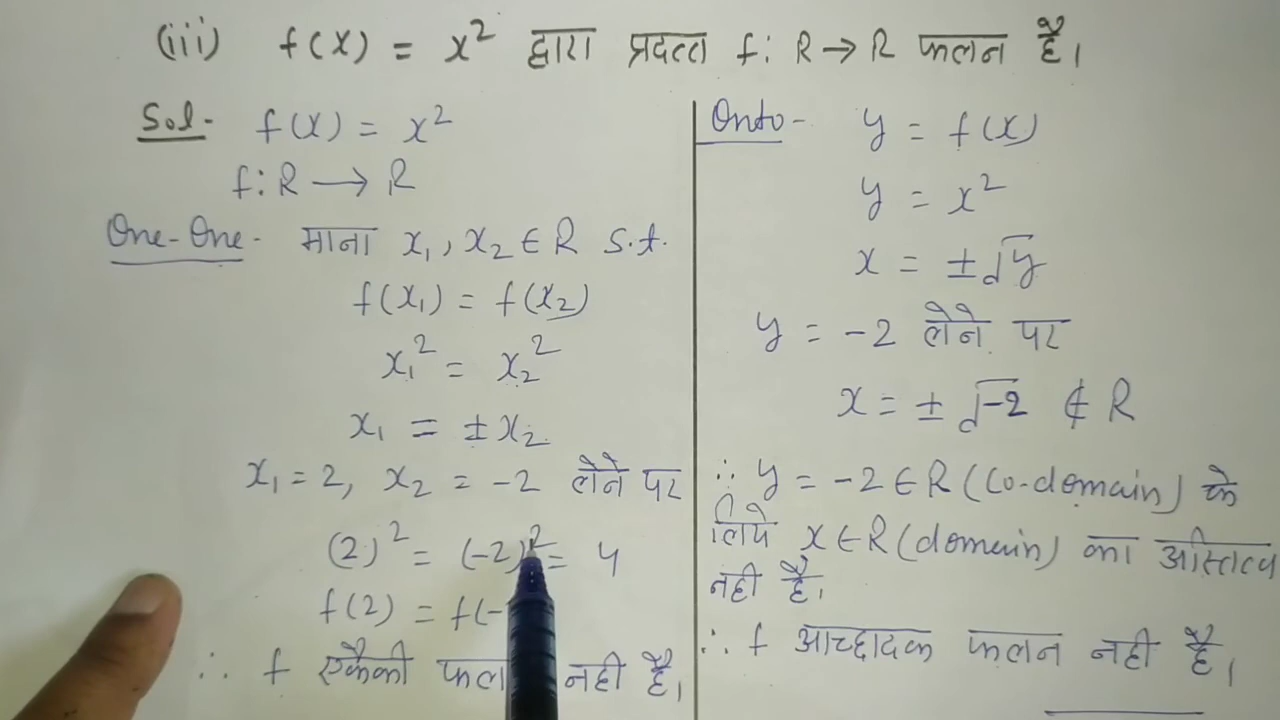 (iii) f(x) = x² द्वारा प्रदत्त f: R → R फलन है।
Sol- f(x) = x²
f: R → R
One-One- माना x₁, x₂ ∈ R s.t.
f(x₁) = f(x₂)
x₁² = x₂²
x₁ = ±x₂
x₁ = 2, x₂ = -2 लेने पर
(2)² = (-2)² = 4
f(2) = f(-
∴ f एकैकी फल नही है।
Onto- y = f(x)
y = x²
x = ±√y
y = -2 लेने पर
x = ±√-2 ∉ R
∴ y = -2 ∈ R (Co-domain) के
लिये x ∈ R (domain) का अस्तित्व
नही है।
∴ f आच्छादक फलन नही है।